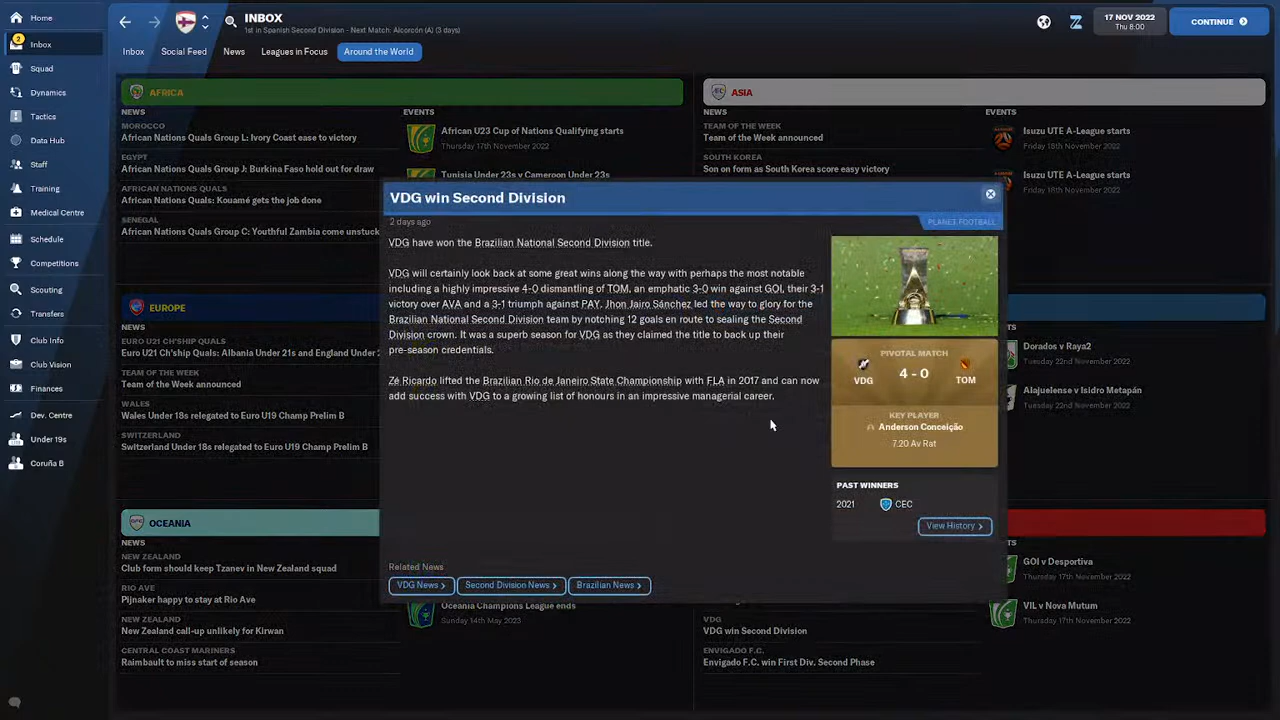 Home
Inbox
2
Squad
Dynamics
Tactics
Data Hub
Staff
Training
Medical Centre
Schedule
Competitions
Scouting
Transfers
Club Info
Club Vision
Finances
Dev. Centre
Under 19s
Coruña B
INBOX
1st in Spanish Second Division - Next Match: Alcorcón (A) (3 days)
17 NOV 2022
Thu 8:00
CONTINUE
Inbox
Social Feed
News
Leagues in Focus
Around the World
AFRICA
NEWS
MOROCCO
African Nations Quals Group L: Ivory Coast ease to victory
EGYPT
African Nations Quals Group J: Burkina Faso hold out for draw
AFRICAN NATIONS QUALS
African Nations Quals: Kouamé gets the job done
SENEGAL
African Nations Quals Group C: Youthful Zambia come unstuck
EVENTS
African U23 Cup of Nations Qualifying starts
Thursday 17th November 2022
Tunisia Under 23s v Cameroon Under 23s
ASIA
NEWS
TEAM OF THE WEEK
Team of the Week announced
SOUTH KOREA
Son on form as South Korea score easy victory
EVENTS
Isuzu UTE A-League starts
Friday 18th November 2022
Isuzu UTE A-League starts
Friday 18th November 2022
VDG win Second Division
2 days ago
PLANET FOOTBALL
VDG have won the Brazilian National Second Division title.
VDG will certainly look back at some great wins along the way with perhaps the most notable
including a highly impressive 4-0 dismantling of TOM, an emphatic 3-0 win against GOI, their 3-1
victory over AVA and a 3-1 triumph against PAY. Jhon Jairo Sánchez led the way to glory for the
Brazilian National Second Division team by notching 12 goals en route to sealing the Second
Division crown. It was a superb season for VDG as they claimed the title to back up their
pre-season credentials.
Zé Ricardo lifted the Brazilian Rio de Janeiro State Championship with FLA in 2017 and can now
add success with VDG to a growing list of honours in an impressive managerial career.
PIVOTAL MATCH
VDG
4 - 0
TOM
KEY PLAYER
Anderson Conceição
7.20 Av Rat
PAST WINNERS
2021
CEC
View History
Related News
VDG News
Second Division News
Brazilian News
EUROPE
NEWS
EURO U21 CH'SHIP QUALS
Euro U21 Ch'ship Quals: Albania Under 21s and England Under 2
TEAM OF THE WEEK
Team of the Week announced
WALES
Wales Under 18s relegated to Euro U19 Champ Prelim B
SWITZERLAND
Switzerland Under 18s relegated to Euro U19 Champ Prelim B
Dorados v Raya2
Tuesday 22nd November 2022
Alajuelense v Isidro Metapán
Tuesday 22nd November 2022
OCEANIA
NEWS
NEW ZEALAND
Club form should keep Tzanev in New Zealand squad
RIO AVE
Pijnaker happy to stay at Rio Ave
NEW ZEALAND
New Zealand call-up unlikely for Kirwan
CENTRAL COAST MARINERS
Raimbault to miss start of season
Oceania Champions League ends
Sunday 14th May 2023
VDG
VDG win Second Division
ENVIGADO F.C.
Envigado F.C. win First Div. Second Phase
GOI v Desportiva
Thursday 17th November 2022
VIL v Nova Mutum
Thursday 17th November 2022